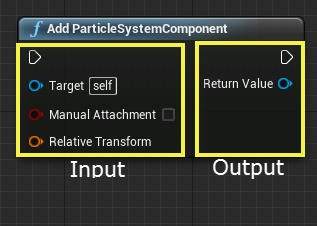 f Add ParticleSystemComponent
Target self
Return Value
Manual Attachment
Relative Transform
Input
Output